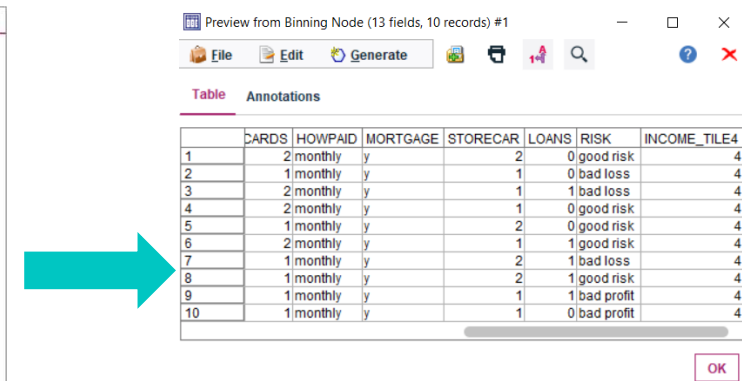 Preview from Binning Node (13 fields, 10 records) #1
File Edit Generate
Table Annotations
CARDS HOWPAID MORTGAGE STORECAR LOANS RISK INCOME_TILE4
1 2 monthly y 2 0 good risk 4
2 1 monthly y 1 0 bad loss 4
3 2 monthly y 1 1 bad loss 4
4 2 monthly y 1 0 good risk 4
5 1 monthly y 2 0 good risk 4
6 2 monthly y 1 1 good risk 4
7 1 monthly y 2 1 bad loss 4
8 1 monthly y 2 1 good risk 4
9 1 monthly y 1 1 bad profit 4
10 1 monthly y 1 0 bad profit 4
OK